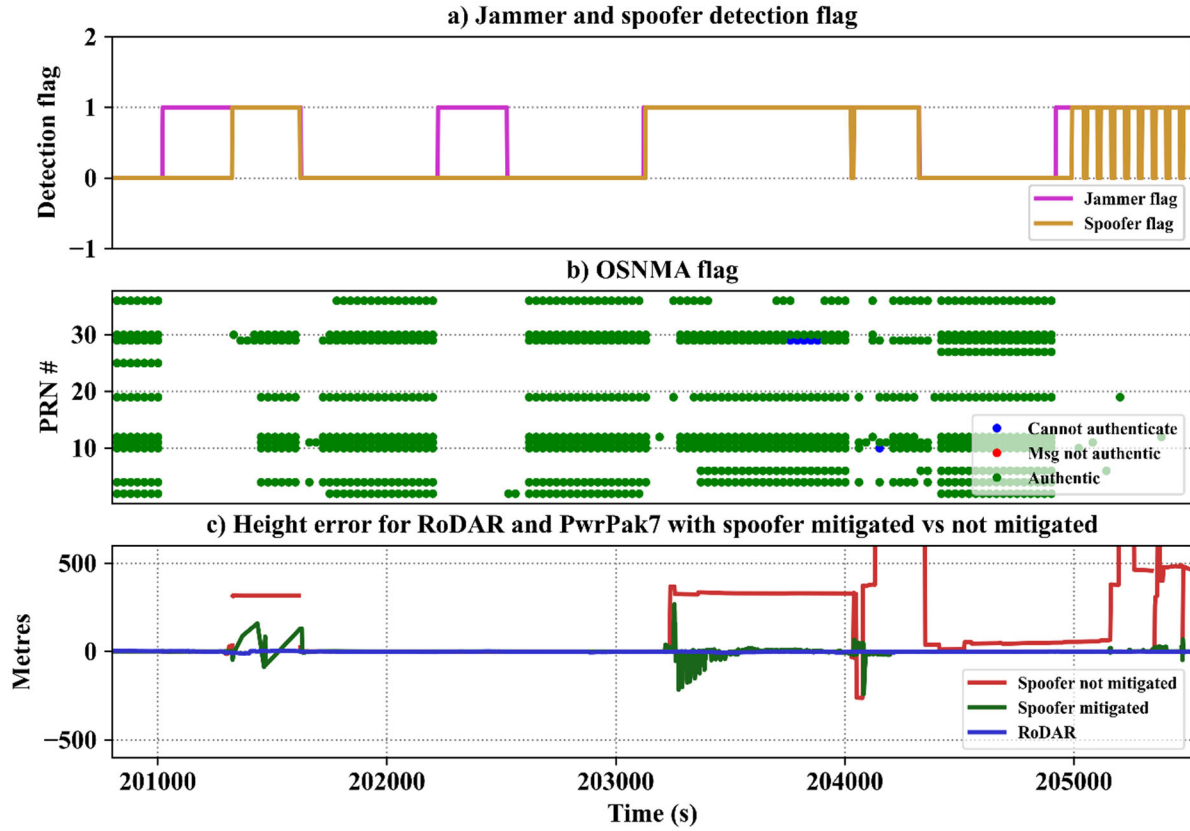 a) Jammer and spoofer detection flag
2
1
0
−1
Detection flag
Jammer flag
Spoofer flag
b) OSNMA flag
30
20
10
PRN #
Cannot authenticate
Msg not authentic
Authentic
c) Height error for RoDAR and PwrPak7 with spoofer mitigated vs not mitigated
500
0
−500
Metres
Spoofer not mitigated
Spoofer mitigated
RoDAR
201000 202000 203000 204000 205000
Time (s)